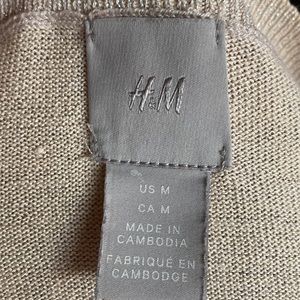 H&M
US M
CA M
MADE IN
CAMBODIA
FABRIQUÉ EN
CAMBODGE